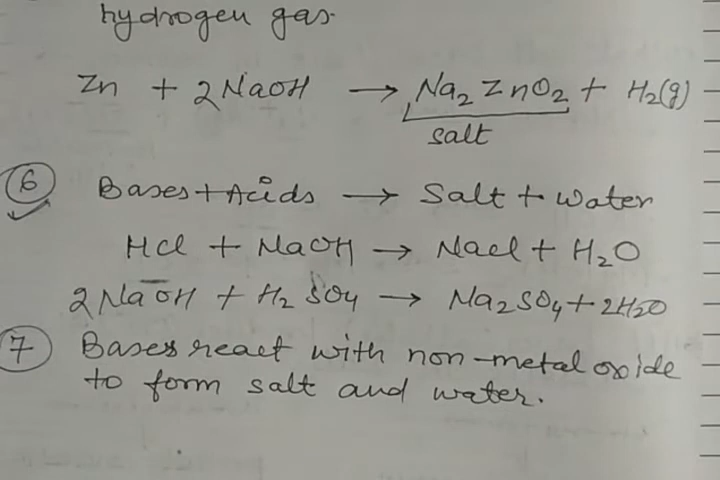 hydrogen gas.
Zn + 2NaOH → Na₂ZnO₂ + H₂(g)
salt
6 Bases + Acids → Salt + water
HCl + NaOH → NaCl + H₂O
2NaOH + H₂SO₄ → Na₂SO₄ + 2H₂O
7 Bases react with non-metal oxide
to form salt and water.